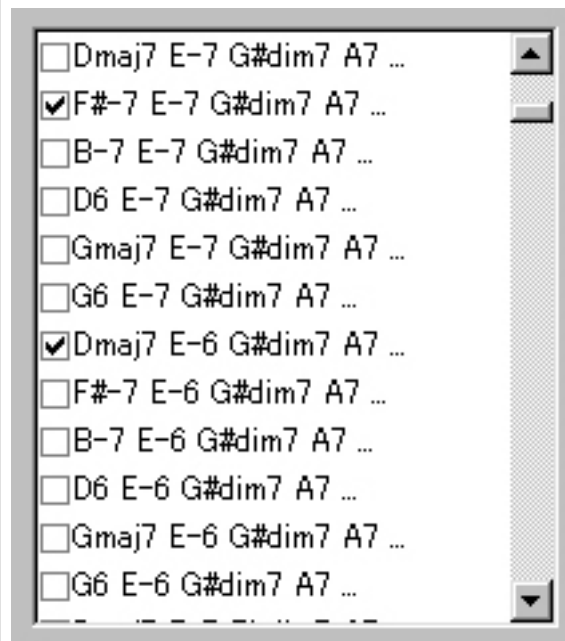 Dmaj7 E-7 G#dim7 A7 ...
F#-7 E-7 G#dim7 A7 ...
B-7 E-7 G#dim7 A7 ...
D6 E-7 G#dim7 A7 ...
Gmaj7 E-7 G#dim7 A7 ...
G6 E-7 G#dim7 A7 ...
Dmaj7 E-6 G#dim7 A7 ...
F#-7 E-6 G#dim7 A7 ...
B-7 E-6 G#dim7 A7 ...
D6 E-6 G#dim7 A7 ...
Gmaj7 E-6 G#dim7 A7 ...
G6 E-6 G#dim7 A7 ...